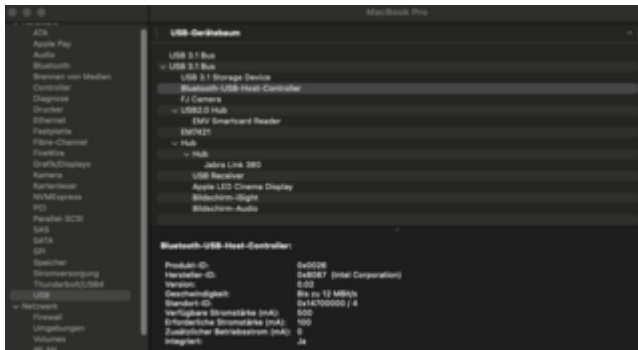 MacBook Pro
Hardware
ATA
Apple Pay
Audio
Bluetooth
Brennen von Medien
Controller
Diagnose
Drucker
Ethernet
Festplatte
Fibre-Channel
FireWire
Grafik/Displays
Kamera
Kartenleser
NVMExpress
PCI
Parallel-SCSI
SAS
SATA
SPI
Speicher
Stromversorgung
Thunderbolt/USB4
USB
Netzwerk
Firewall
Umgebungen
Volumes
WLAN
USB-Gerätebaum
USB 3.1 Bus
USB 3.1 Bus
USB 3.1 Storage Device
Bluetooth-USB-Host-Controller
FJ Camera
USB2.0 Hub
EMV Smartcard Reader
EM7421
Hub
Hub
Jabra Link 380
USB Receiver
Apple LED Cinema Display
Bildschirm-iSight
Bildschirm-Audio
Bluetooth-USB-Host-Controller:
Produkt-ID: 0x0026
Hersteller-ID: 0x8087 (Intel Corporation)
Version: 0.02
Geschwindigkeit: Bis zu 12 MBit/s
Standort-ID: 0x14700000 / 4
Verfügbare Stromstärke (mA): 500
Erforderliche Stromstärke (mA): 100
Zusätzlicher Betriebsstrom (mA): 0
Integriert: Ja